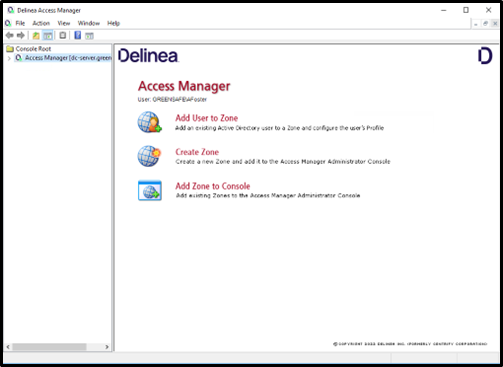 Delinea Access Manager
File Action View Window Help
Console Root
Access Manager [dc-server.green
Delinea
D
Access Manager
User: GREENSAFE\AFoster
Add User to Zone
Add an existing Active Directory user to a Zone and configure the user's Profile
Create Zone
Create a new Zone and add it to the Access Manager Administrator Console
Add Zone to Console
Add existing Zones to the Access Manager Administrator Console
© COPYRIGHT 2022 DELINEA INC. (FORMERLY CENTRIFY CORPORATION)